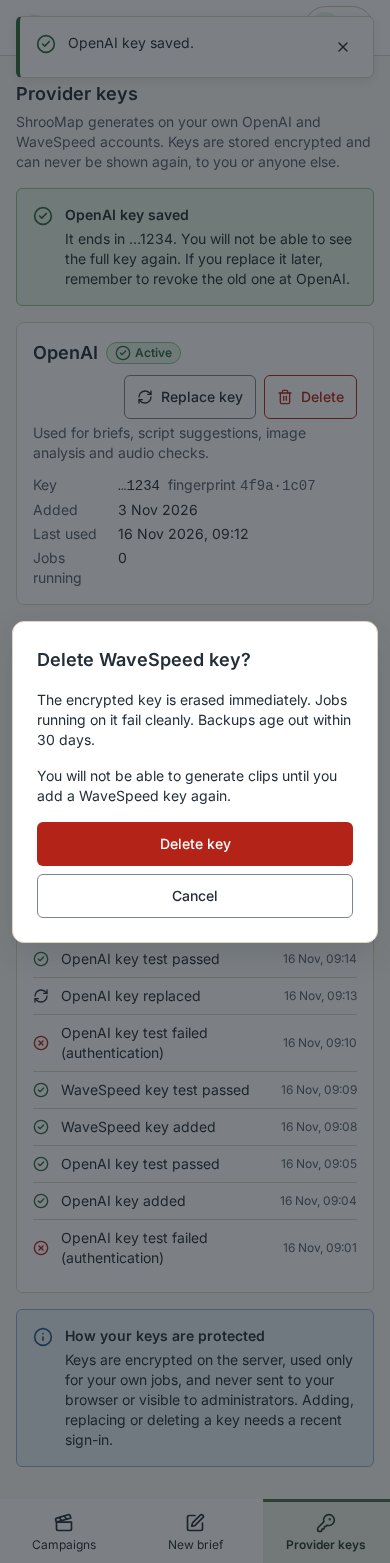 OpenAI key saved.
Provider keys
ShrooMap generates on your own OpenAI and
WaveSpeed accounts. Keys are stored encrypted and
can never be shown again, to you or anyone else.
OpenAI key saved
It ends in …1234. You will not be able to see
the full key again. If you replace it later,
remember to revoke the old one at OpenAI.
OpenAI Active
Replace key Delete
Used for briefs, script suggestions, image
analysis and audio checks.
Key …1234 fingerprint 4f9a·1c07
Added 3 Nov 2026
Last used 16 Nov 2026, 09:12
Jobs 0
running
Delete WaveSpeed key?
The encrypted key is erased immediately. Jobs
running on it fail cleanly. Backups age out within
30 days.
You will not be able to generate clips until you
add a WaveSpeed key again.
Delete key
Cancel
OpenAI key test passed 16 Nov, 09:14
OpenAI key replaced 16 Nov, 09:13
OpenAI key test failed 16 Nov, 09:10
(authentication)
WaveSpeed key test passed 16 Nov, 09:09
WaveSpeed key added 16 Nov, 09:08
OpenAI key test passed 16 Nov, 09:05
OpenAI key added 16 Nov, 09:04
OpenAI key test failed 16 Nov, 09:01
(authentication)
How your keys are protected
Keys are encrypted on the server, used only
for your own jobs, and never sent to your
browser or visible to administrators. Adding,
replacing or deleting a key needs a recent
sign-in.
Campaigns New brief Provider keys